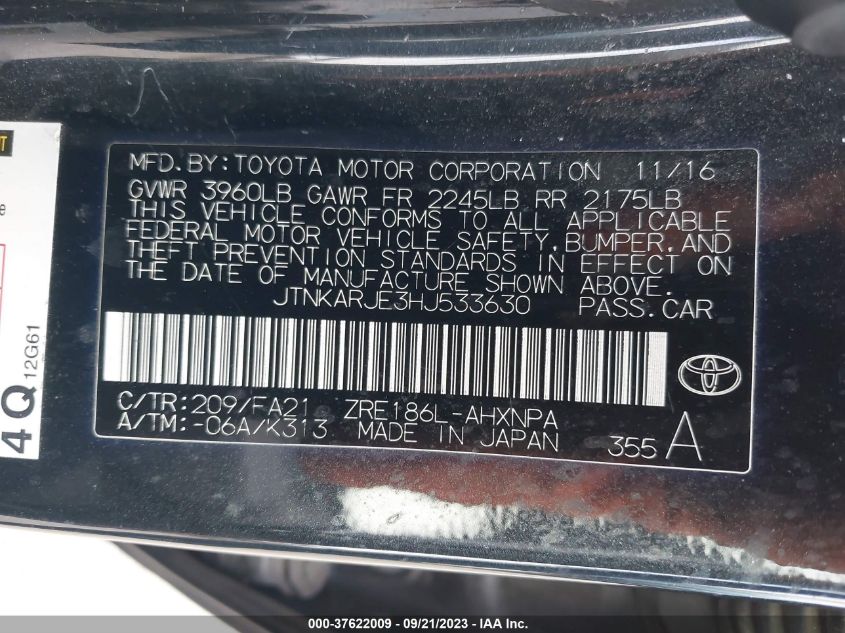 MFD.BY:TOYOTA MOTOR CORPORATION 11/16
GVWR 3960LB GAWR FR 2245LB RR 2175LB
THIS VEHICLE CONFORMS TO ALL APPLICABLE
FEDERAL MOTOR VEHICLE SAFETY,BUMPER,AND
THEFT PREVENTION STANDARDS IN EFFECT ON
THE DATE OF MANUFACTURE SHOWN ABOVE.
JTNKARJE3HJ533630 PASS.CAR
C/TR:209/FA21 ZRE186L-AHXNPA
A/TM:-06A/K313 MADE IN JAPAN 355 A
4Q 12G61
000-37622009 - 09/21/2023 - Copyright © 2023 IAA, Inc.